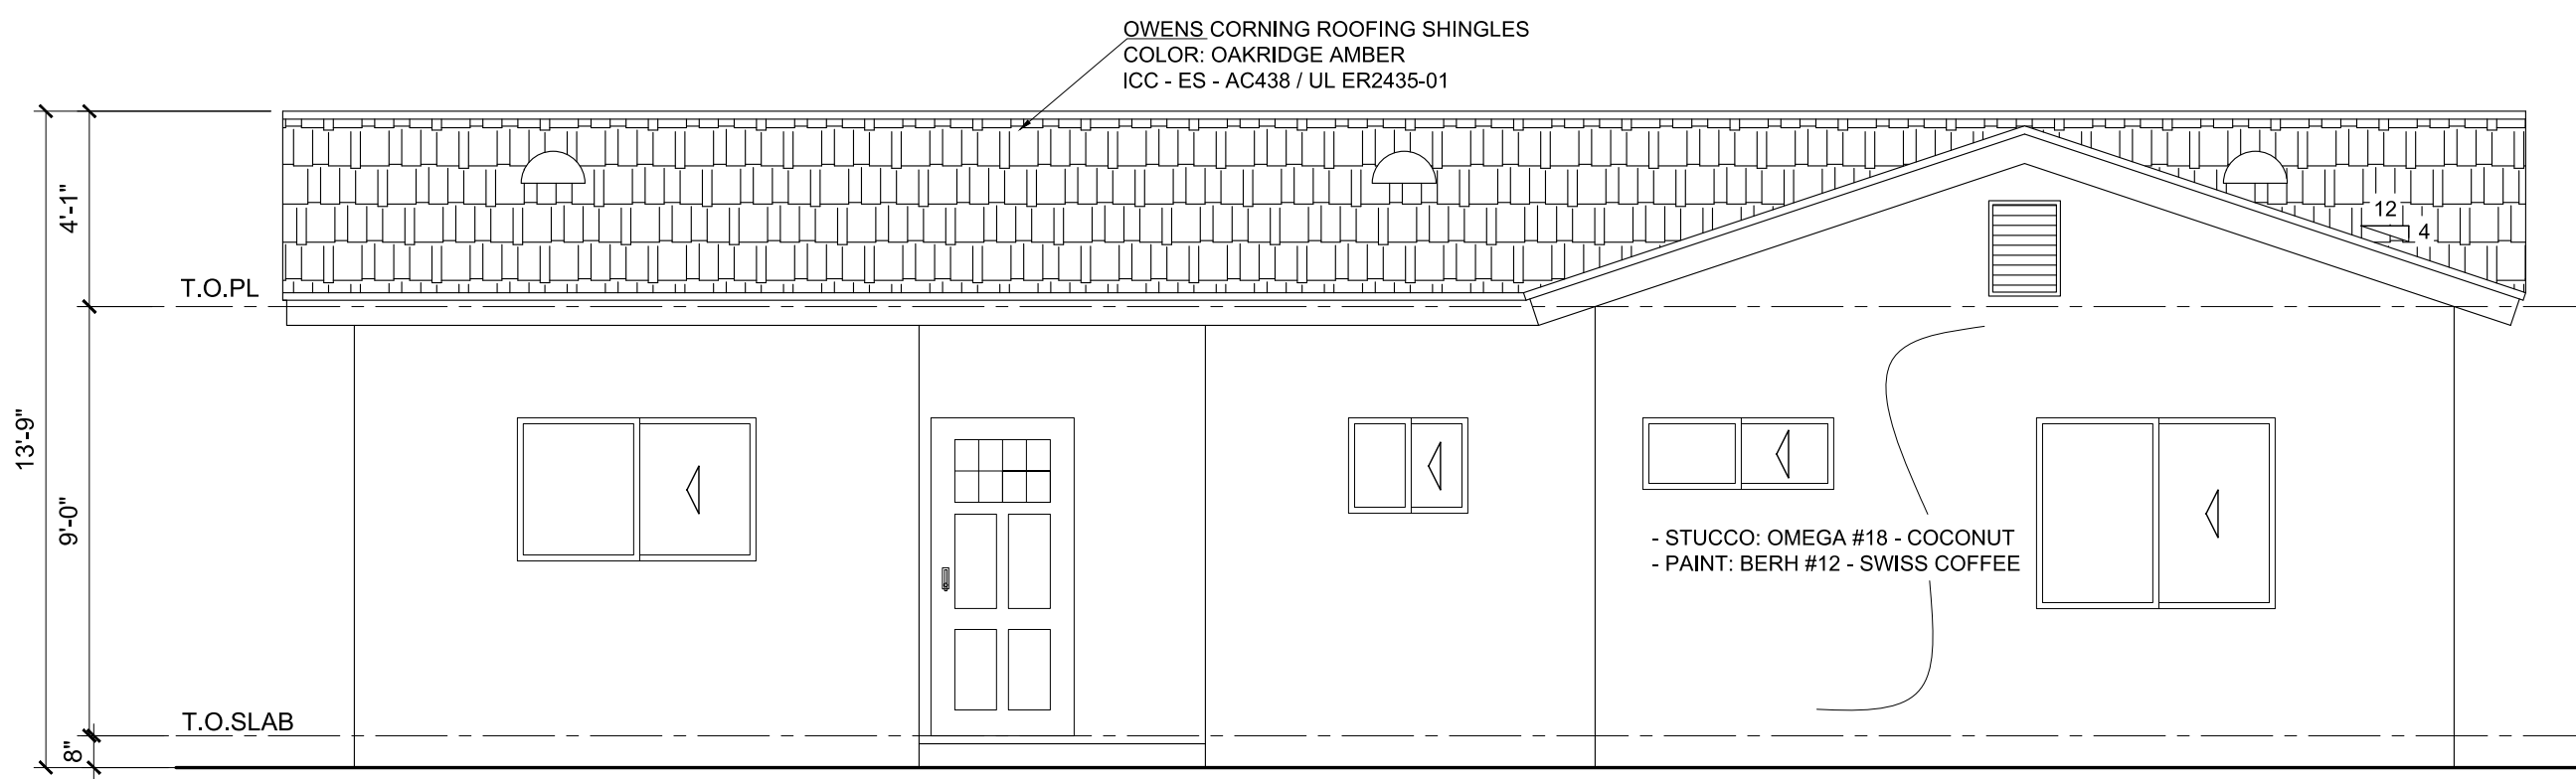 OWENS CORNING ROOFING SHINGLES
COLOR: OAKRIDGE AMBER
ICC - ES - AC438 / UL ER2435-01
4'-1"
12
4
T.O.PL
13'-9"
9'-0"
- STUCCO: OMEGA #18 - COCONUT
- PAINT: BERH #12 - SWISS COFFEE
T.O.SLAB
8"